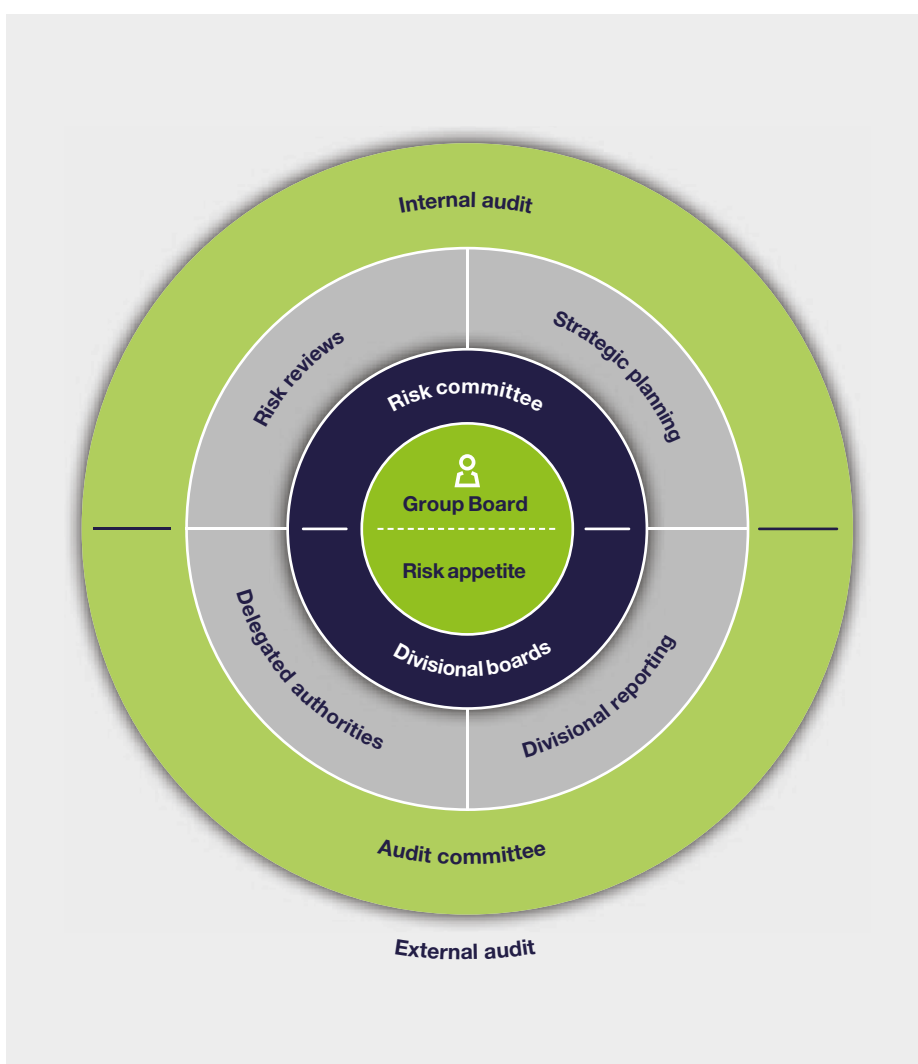 Internal audit
Risk reviews
Strategic planning
Risk committee
Group Board
Risk appetite
Divisional boards
Delegated authorities
Divisional reporting
Audit committee
External audit